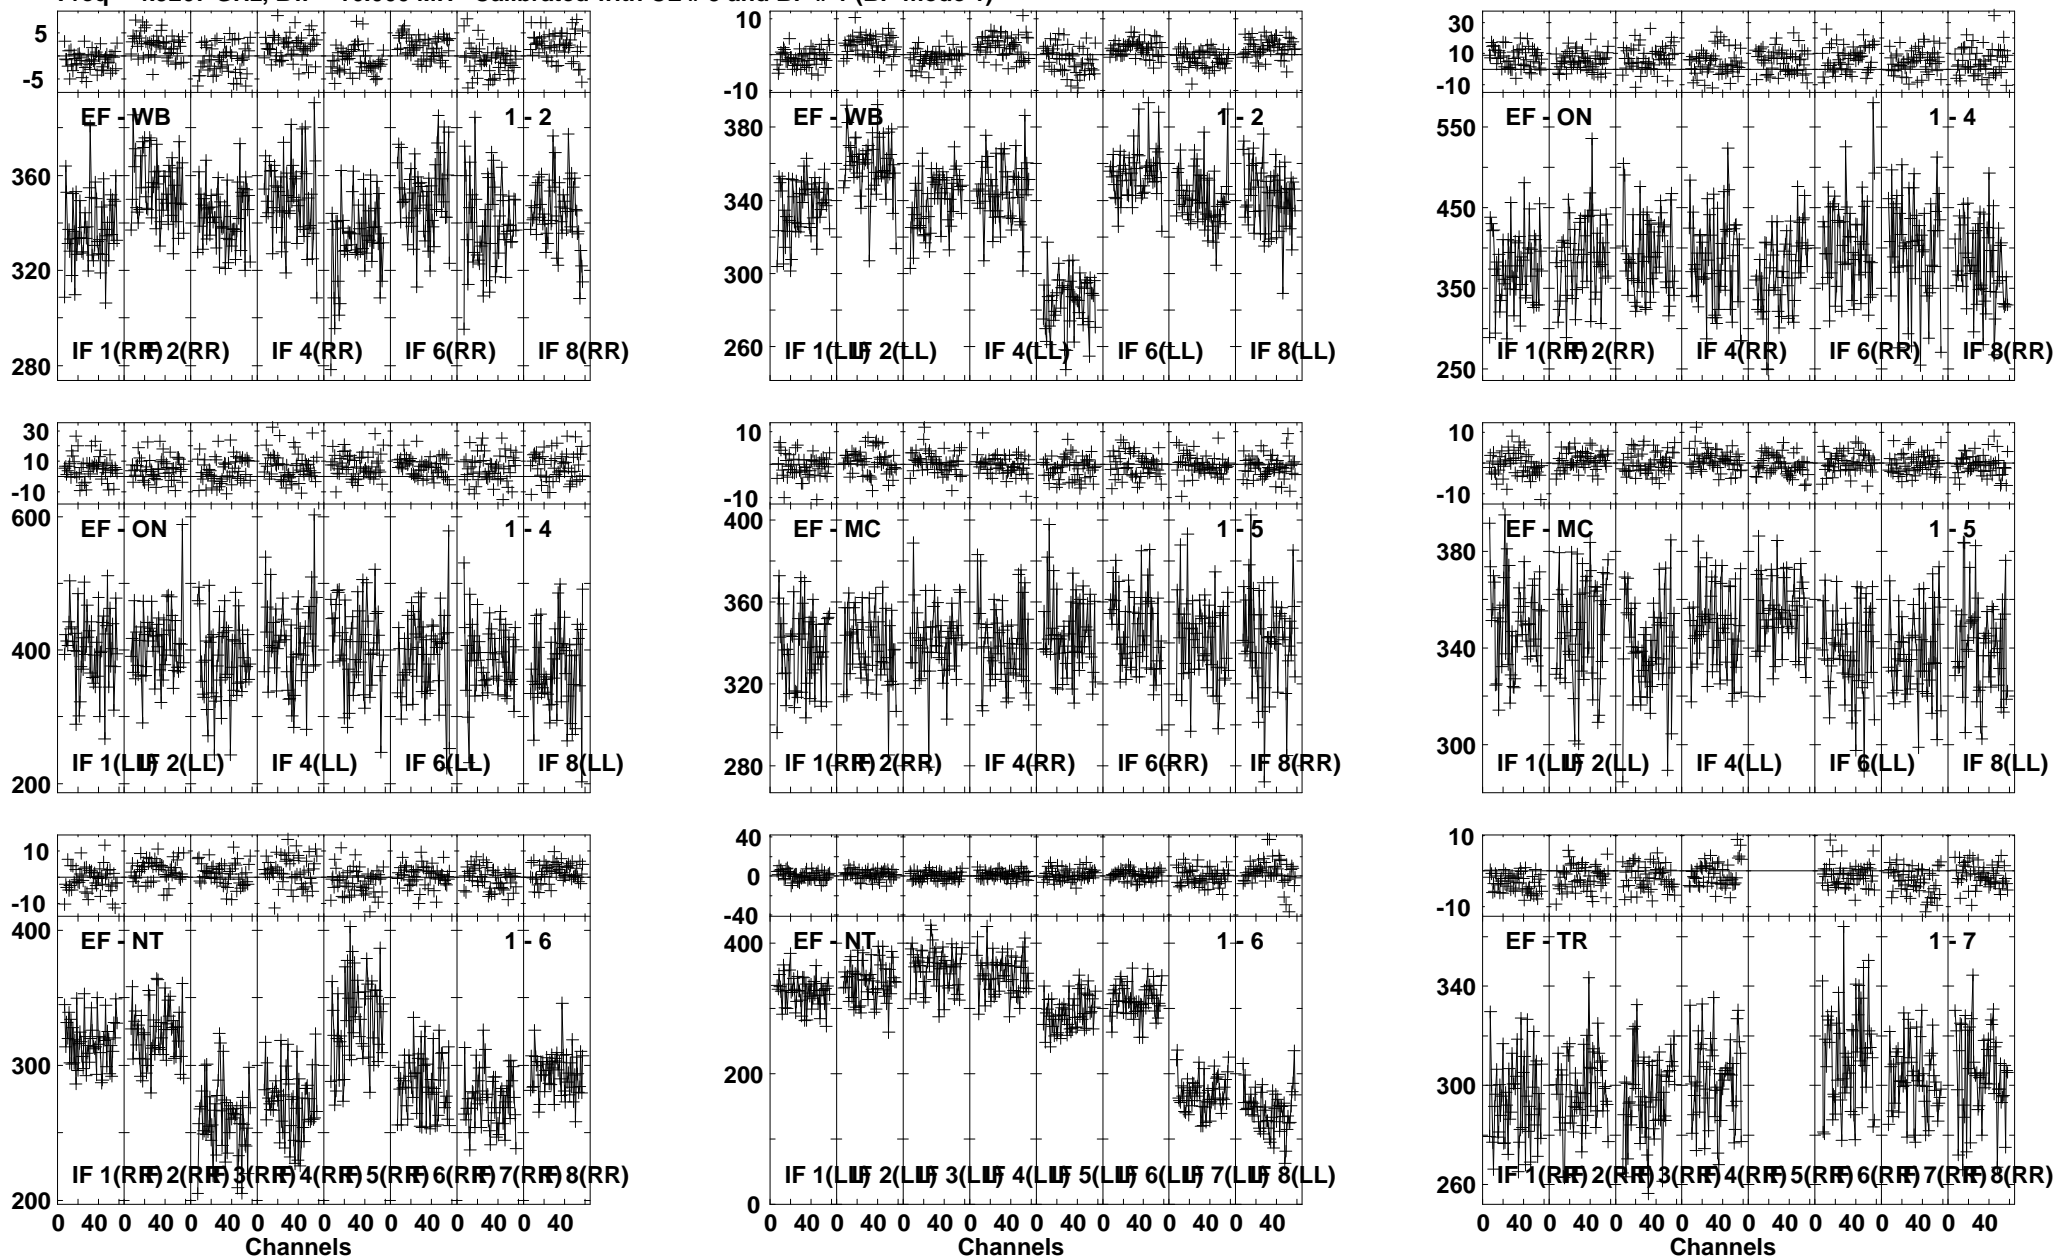 5
-5
EF - WB 1 - 2
360
320
280
IF 1(RR) IF 2(RR) IF 4(RR) IF 6(RR) IF 8(RR)
10
-10
EF - WB 1 - 2
380
340
300
260
IF 1(LL) IF 2(LL) IF 4(LL) IF 6(LL) IF 8(LL)
30
10
-10
EF - ON 1 - 4
550
450
350
250
IF 1(RR) IF 2(RR) IF 4(RR) IF 6(RR) IF 8(RR)
30
10
-10
600
EF - ON 1 - 4
400
200
IF 1(LL) IF 2(LL) IF 4(LL) IF 6(LL) IF 8(LL)
10
-10
400
EF - MC 1 - 5
360
320
280
IF 1(RR) IF 2(RR) IF 4(RR) IF 6(RR) IF 8(RR)
10
-10
EF - MC 1 - 5
380
340
300
IF 1(LL) IF 2(LL) IF 4(LL) IF 6(LL) IF 8(LL)
10
-10
400
EF - NT 1 - 6
300
200
IF 1(RR) IF 2(RR) IF 3(RR) IF 4(RR) IF 5(RR) IF 6(RR) IF 7(RR) IF 8(RR)
0 40 0 40 0 40 0 40 0 40 0 40 0 40 0 40
Channels
40
0
-40
400
EF - NT 1 - 6
200
0
IF 1(LL) IF 2(LL) IF 3(LL) IF 4(LL) IF 5(LL) IF 6(LL) IF 7(LL) IF 8(LL)
0 40 0 40 0 40 0 40 0 40 0 40 0 40 0 40
Channels
10
-10
EF - TR 1 - 7
340
300
260
IF 1(RR) IF 2(RR) IF 3(RR) IF 4(RR) IF 5(RR) IF 6(RR) IF 7(RR) IF 8(RR)
0 40 0 40 0 40 0 40 0 40 0 40 0 40 0 40
Channels